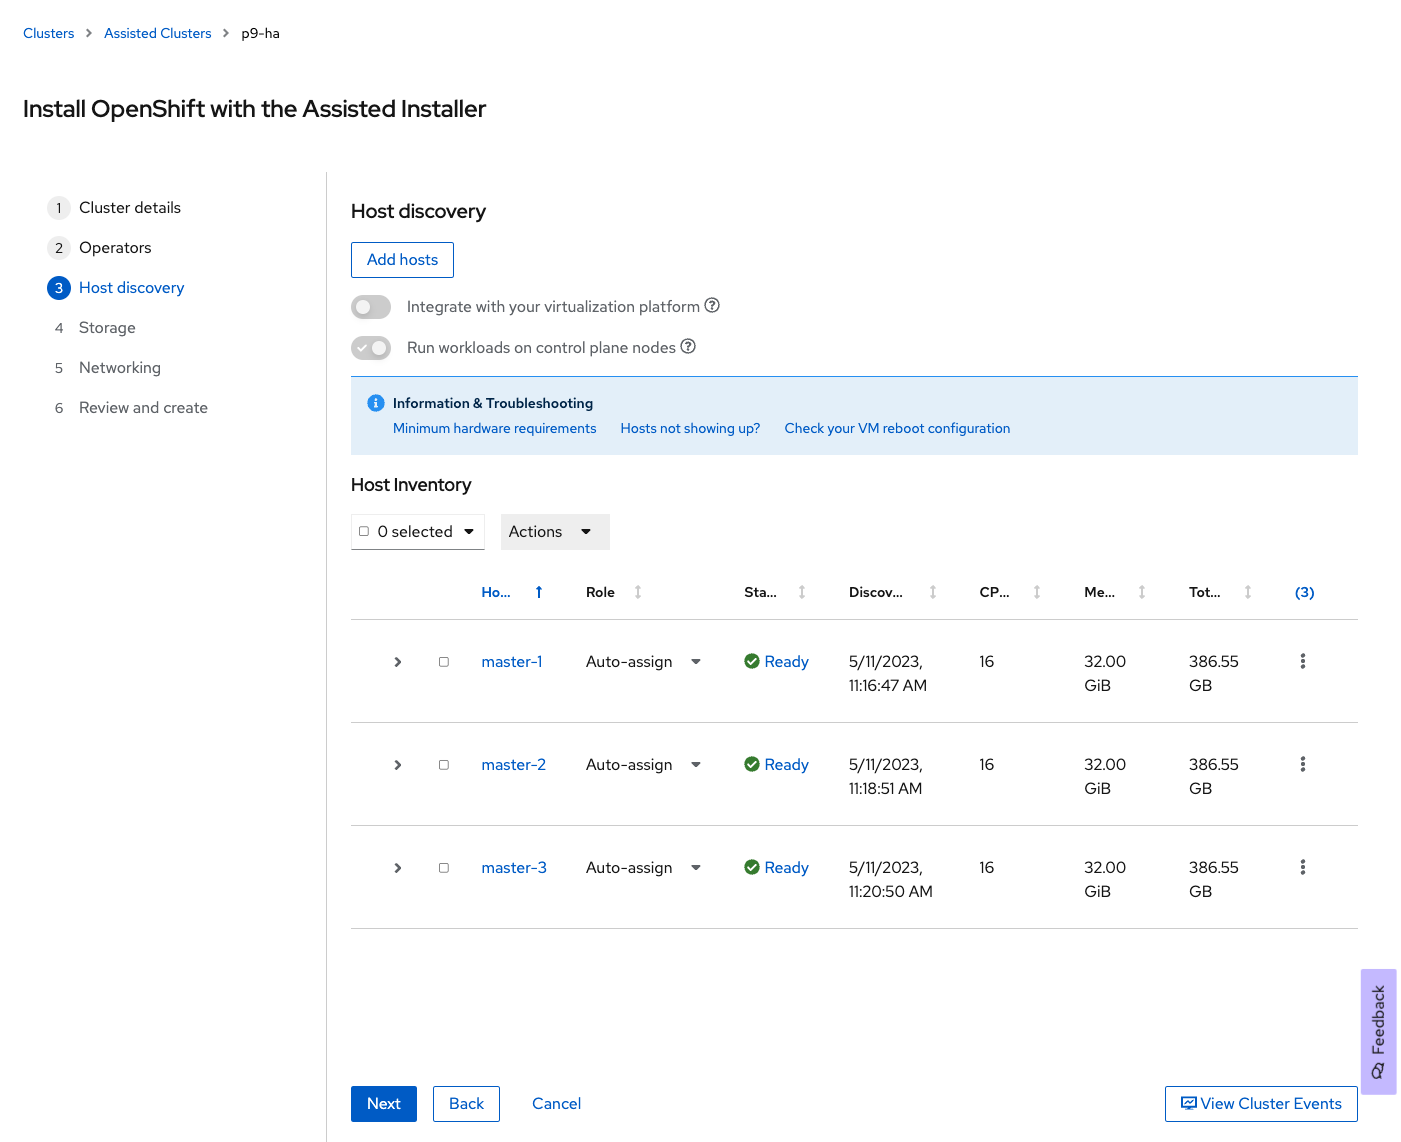 Clusters > Assisted Clusters > p9-ha
Install OpenShift with the Assisted Installer
1 Cluster details
2 Operators
3 Host discovery
4 Storage
5 Networking
6 Review and create
Host discovery
Add hosts
Integrate with your virtualization platform
Run workloads on control plane nodes
Information & Troubleshooting
Minimum hardware requirements Hosts not showing up? Check your VM reboot configuration
Host Inventory
0 selected Actions
Ho... Role Sta... Discov... CP... Me... Tot... (3)
master-1 Auto-assign Ready 5/11/2023, 16 32.00 386.55
11:16:47 AM GiB GB
master-2 Auto-assign Ready 5/11/2023, 16 32.00 386.55
11:18:51 AM GiB GB
master-3 Auto-assign Ready 5/11/2023, 16 32.00 386.55
11:20:50 AM GiB GB
Feedback
Next Back Cancel View Cluster Events